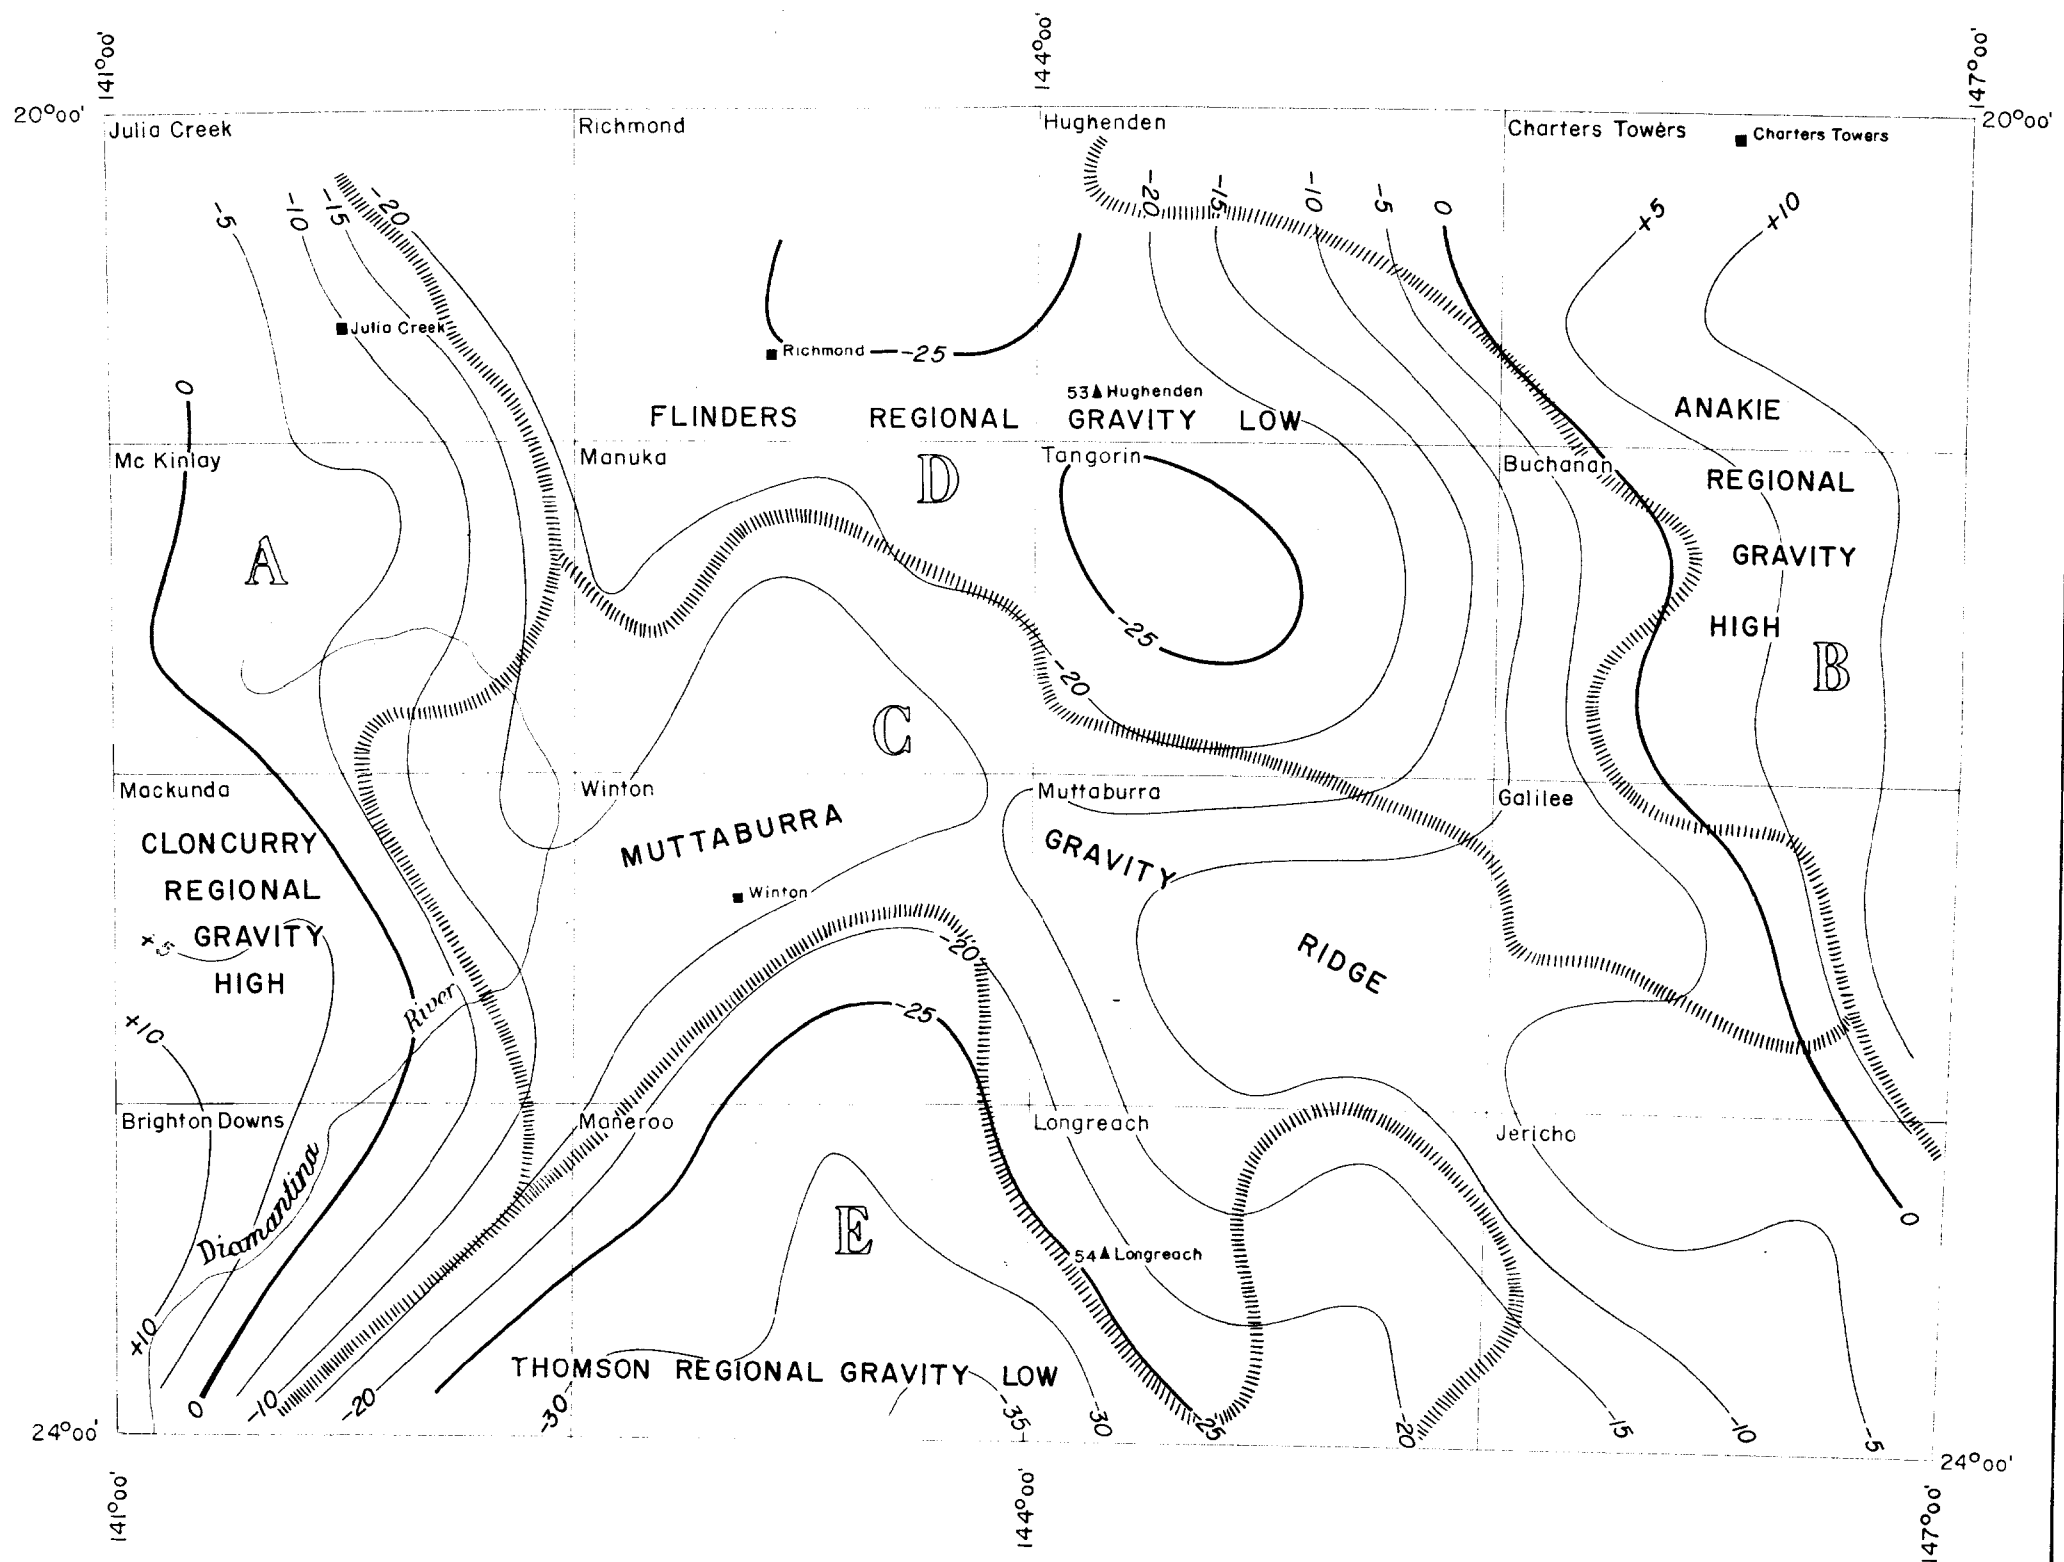 141°00'
144°00'
147°00'
20°00'
20°00'
Julia Creek
Richmond
Hughenden
Charters Towers
Charters Towers
-5
-10
-15
-20
-20
-15
-10
-5
0
+5
+10
Julia Creek
Richmond
-25
53 Hughenden
0
FLINDERS REGIONAL GRAVITY LOW
ANAKIE
REGIONAL
GRAVITY
HIGH
Mc Kinlay
Manuka
Tangorin
Buchanan
D
A
-25
B
-20
C
Mackunda
Winton
Muttaburra
Galilee
CLONCURRY
REGIONAL
GRAVITY
HIGH
MUTTABURRA
GRAVITY
RIDGE
Winton
+5
-20
River
+10
-25
Brighton Downs
Maneroo
Longreach
Jericho
Diamantina
E
54 Longreach
0
+10
THOMSON REGIONAL GRAVITY LOW
0
-10
-20
-30
-35
-30
-25
-20
-15
-10
-5
24°00'
24°00'
141°00'
144°00'
147°00'